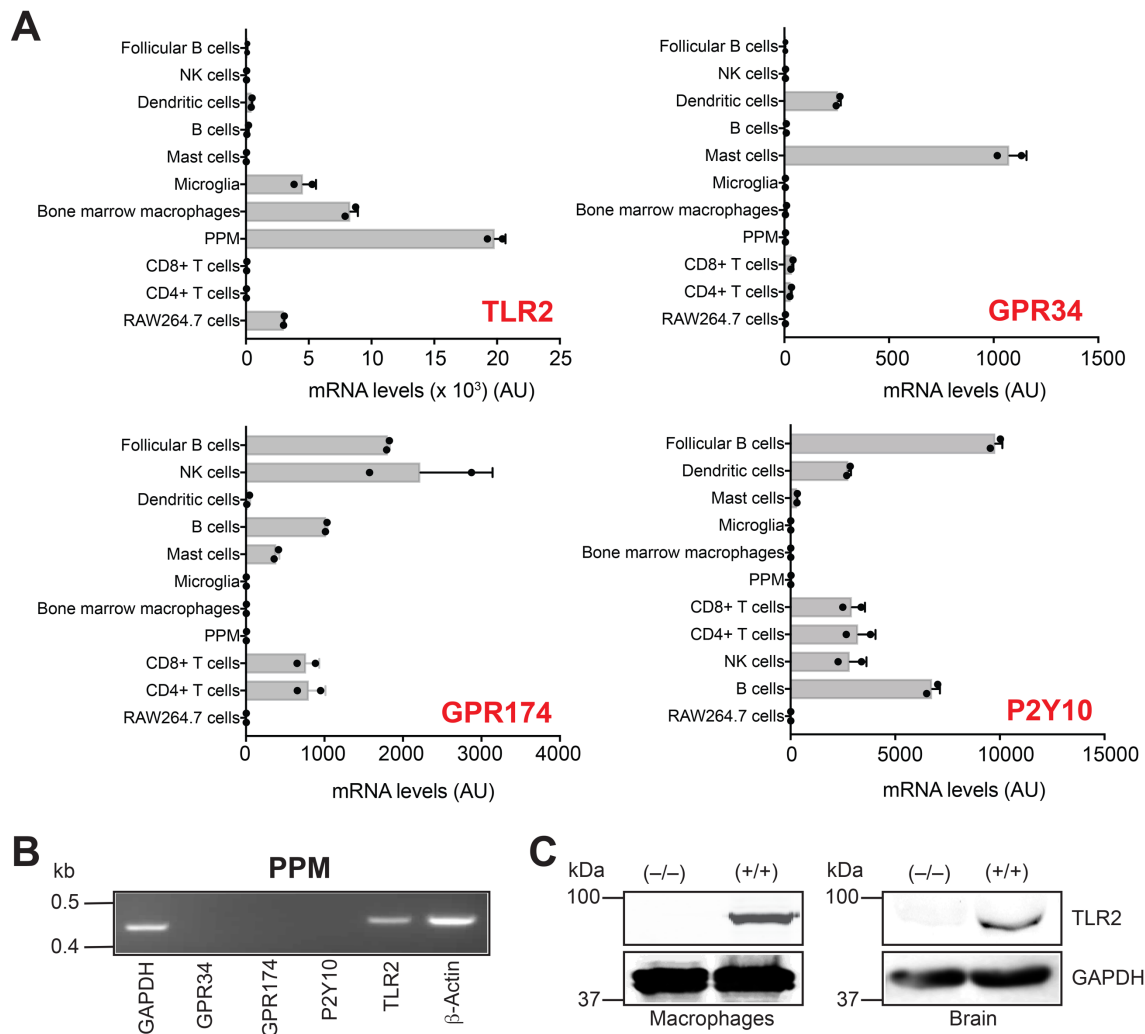 A
Follicular B cells
NK cells
Dendritic cells
B cells
Mast cells
Microglia
Bone marrow macrophages
PPM
CD8+ T cells
CD4+ T cells
RAW264.7 cells
TLR2
0 5 10 15 20 25
mRNA levels (x 10³) (AU)
Follicular B cells
NK cells
Dendritic cells
B cells
Mast cells
Microglia
Bone marrow macrophages
PPM
CD8+ T cells
CD4+ T cells
RAW264.7 cells
GPR34
0 500 1000 1500
mRNA levels (AU)
Follicular B cells
NK cells
Dendritic cells
B cells
Mast cells
Microglia
Bone marrow macrophages
PPM
CD8+ T cells
CD4+ T cells
RAW264.7 cells
GPR174
0 1000 2000 3000 4000
mRNA levels (AU)
Follicular B cells
Dendritic cells
Mast cells
Microglia
Bone marrow macrophages
PPM
CD8+ T cells
CD4+ T cells
NK cells
B cells
RAW264.7 cells
P2Y10
0 5000 10000 15000
mRNA levels (AU)
B
kb
PPM
0.5
0.4
GAPDH
GPR34
GPR174
P2Y10
TLR2
β-Actin
C
kDa (–/–) (+/+)
100
37
Macrophages
kDa (–/–) (+/+)
100
TLR2
GAPDH
37
Brain